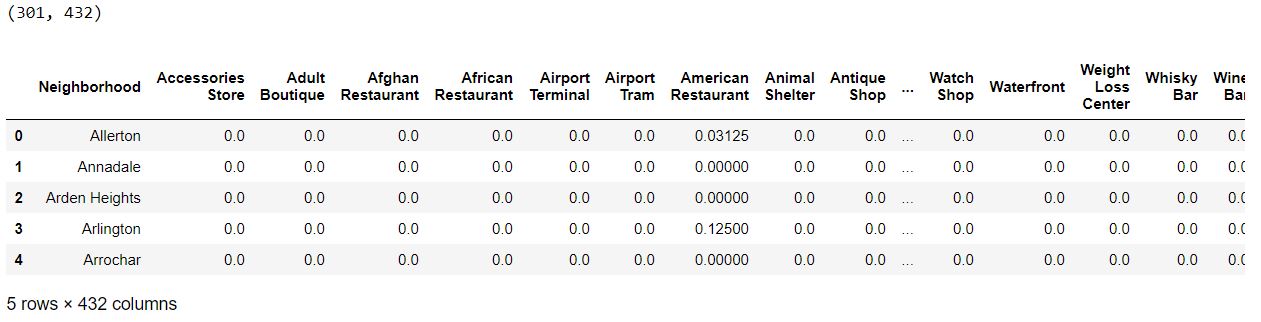 (301, 432)
Neighborhood Accessories Store Adult Boutique Afghan Restaurant African Restaurant Airport Terminal Airport Tram American Restaurant Animal Shelter Antique Shop ... Watch Shop Waterfront Weight Loss Center Whisky Bar Wine Bar
0 Allerton 0.0 0.0 0.0 0.0 0.0 0.0 0.03125 0.0 0.0 ... 0.0 0.0 0.0 0.0 0.0
1 Annadale 0.0 0.0 0.0 0.0 0.0 0.0 0.00000 0.0 0.0 ... 0.0 0.0 0.0 0.0 0.0
2 Arden Heights 0.0 0.0 0.0 0.0 0.0 0.0 0.00000 0.0 0.0 ... 0.0 0.0 0.0 0.0 0.0
3 Arlington 0.0 0.0 0.0 0.0 0.0 0.0 0.12500 0.0 0.0 ... 0.0 0.0 0.0 0.0 0.0
4 Arrochar 0.0 0.0 0.0 0.0 0.0 0.0 0.00000 0.0 0.0 ... 0.0 0.0 0.0 0.0 0.0
5 rows × 432 columns